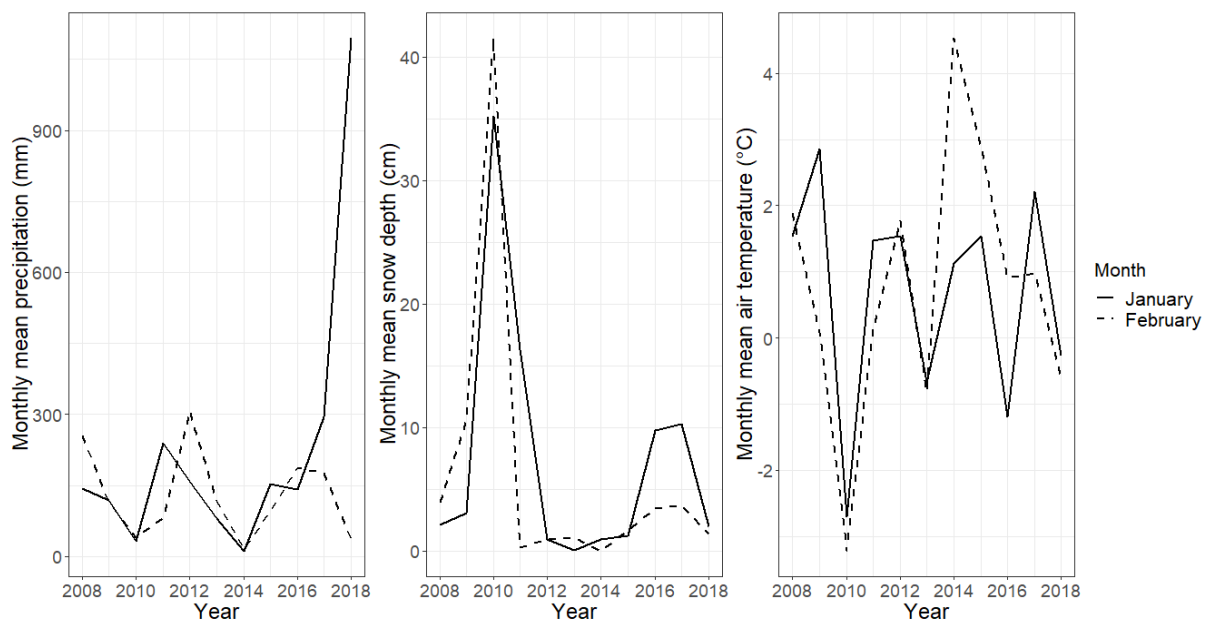 Monthly mean precipitation (mm)
900
600
300
0
2008 2010 2012 2014 2016 2018
Year
Monthly mean snow depth (cm)
40
30
20
10
0
2008 2010 2012 2014 2016 2018
Year
Monthly mean air temperature (°C)
4
2
0
-2
2008 2010 2012 2014 2016 2018
Year
Month
January
February